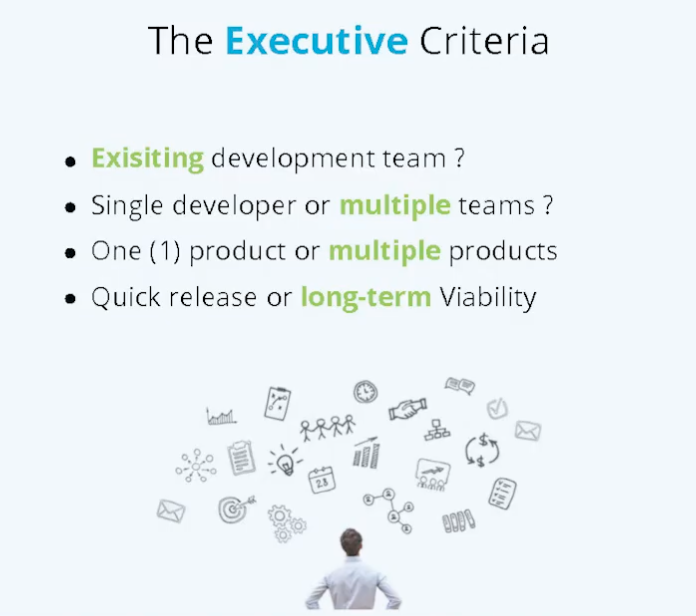 The Executive Criteria
Exisiting development team ?
Single developer or multiple teams ?
One (1) product or multiple products
Quick release or long-term Viability